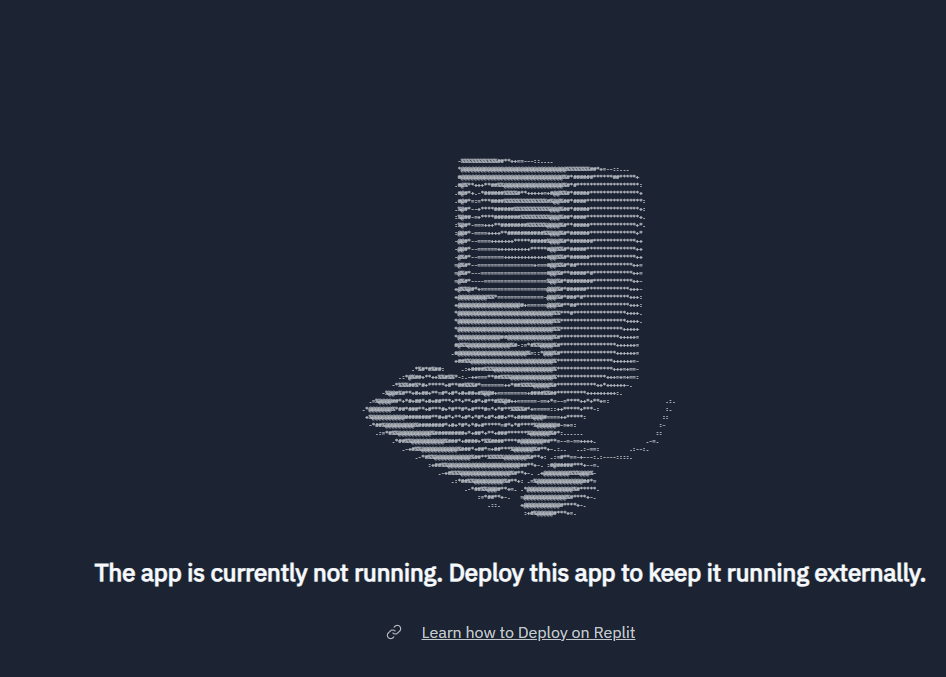 The app is currently not running. Deploy this app to keep it running externally.
Learn how to Deploy on Replit